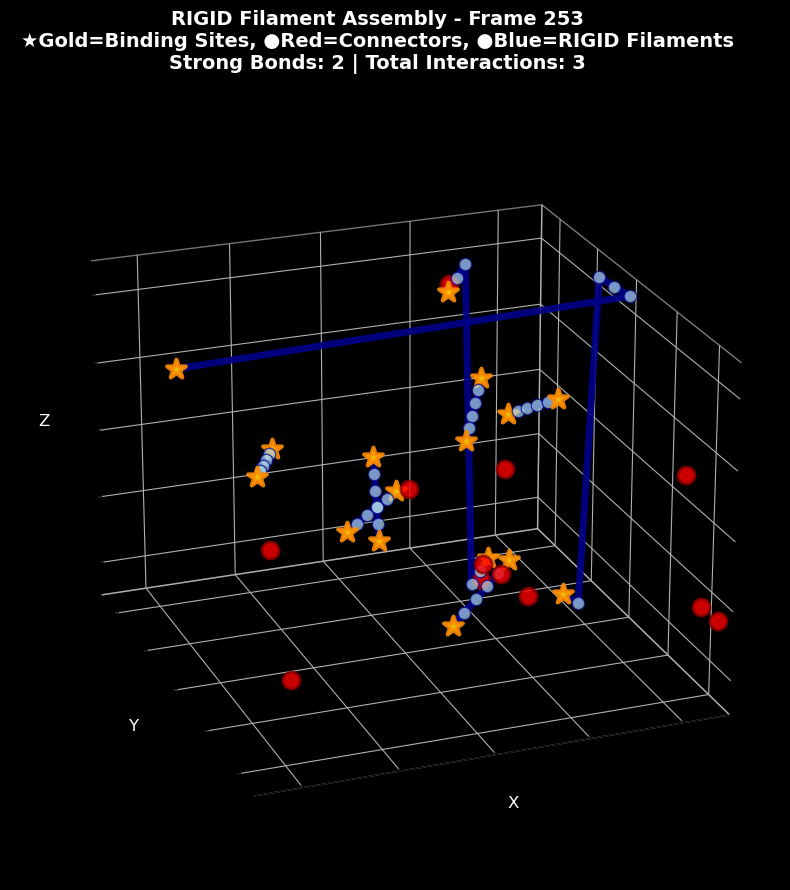 RIGID Filament Assembly - Frame 253
★Gold=Binding Sites, ●Red=Connectors, ●Blue=RIGID Filaments
Strong Bonds: 2 | Total Interactions: 3
Z
Y
X